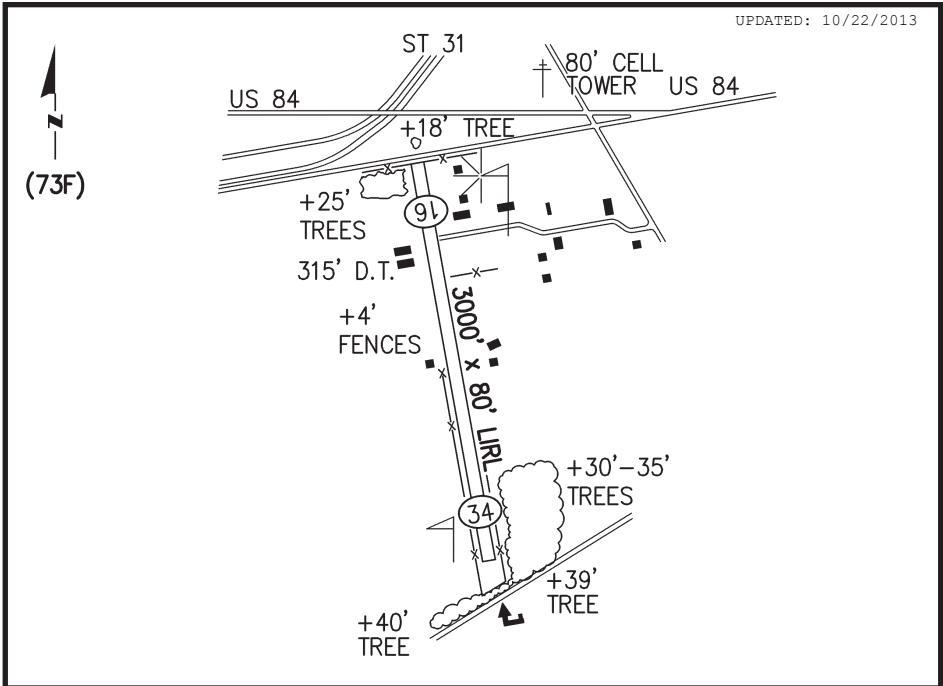 UPDATED: 10/22/2013
ST 31
80' CELL
TOWER
US 84
US 84
+18' TREE
N
(73F)
+25'
TREES
16
315' D.T.
+4'
FENCES
3000' x 80' LIRL
+30'-35'
TREES
34
+39'
TREE
+40'
TREE